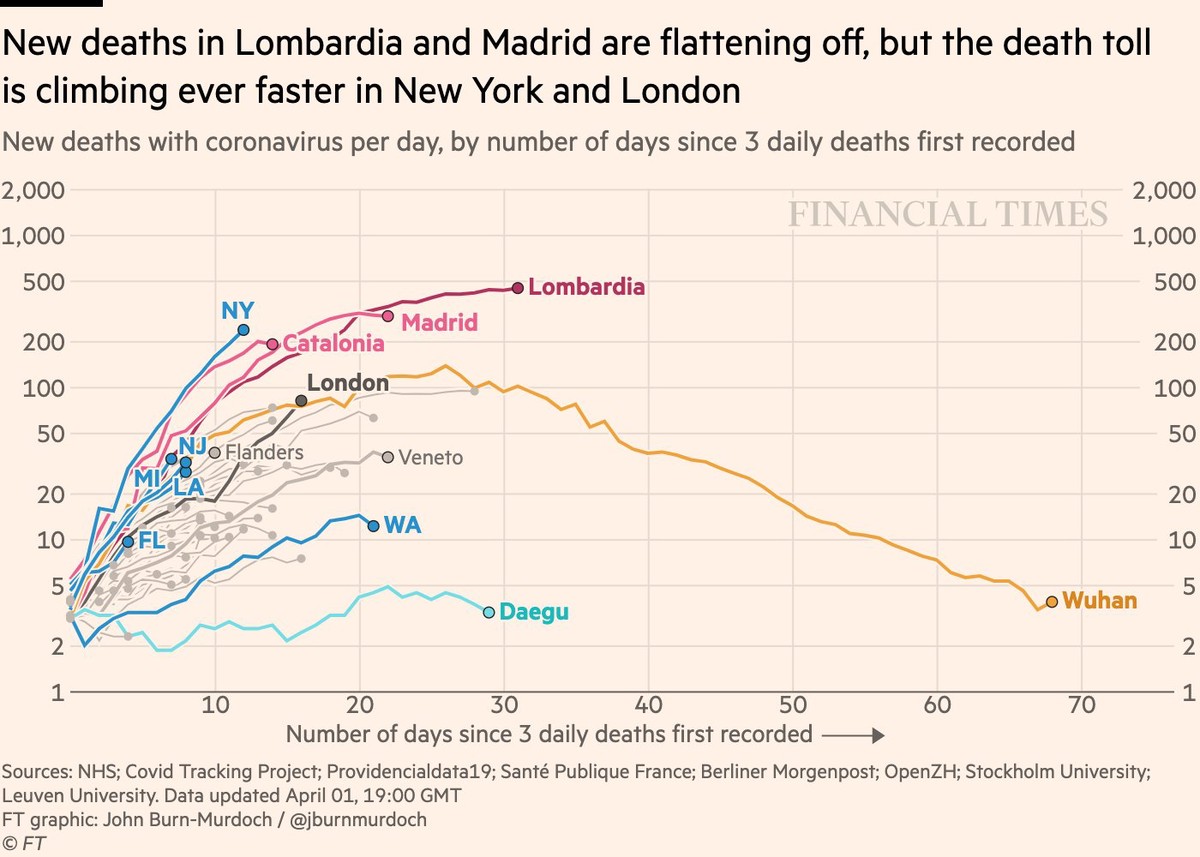 New deaths in Lombardia and Madrid are flattening off, but the death toll
is climbing ever faster in New York and London
New deaths with coronavirus per day, by number of days since 3 daily deaths first recorded
2,000 2,000
FINANCIAL TIMES
1,000 1,000
500 Lombardia 500
NY
Madrid
200 Catalonia 200
London
100 100
50 50
NJ Flanders
MI Veneto
LA
20 20
WA
10 FL 10
5 5
Daegu Wuhan
2 2
1 1
10 20 30 40 50 60 70
Number of days since 3 daily deaths first recorded
Sources: NHS; Covid Tracking Project; Providencialdata19; Santé Publique France; Berliner Morgenpost; OpenZH; Stockholm University;
Leuven University. Data updated April 01, 19:00 GMT
FT graphic: John Burn-Murdoch / @jburnmurdoch
© FT